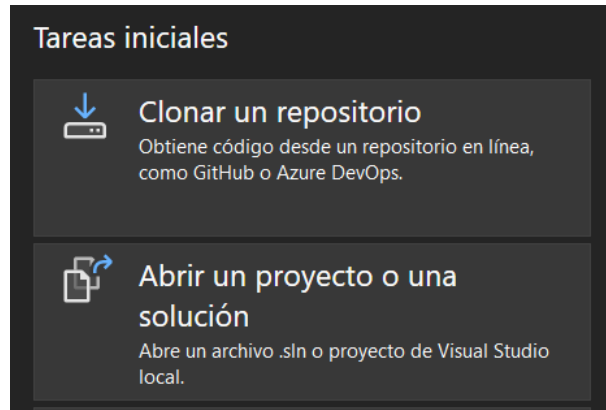 Tareas iniciales
Clonar un repositorio
Obtiene código desde un repositorio en línea,
como GitHub o Azure DevOps.
Abrir un proyecto o una
solución
Abre un archivo .sln o proyecto de Visual Studio
local.